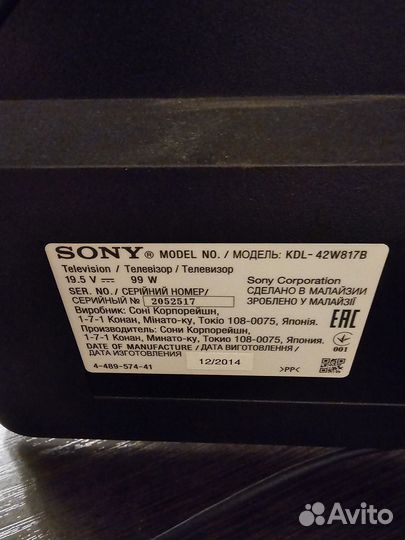 SONY® MODEL NO. / МОДЕЛЬ: KDL-42W817B
Television / Телевізор / Телевизор
19.5 V ⎓ 99 W
Sony Corporation
SER. NO./ СЕРІЙНИЙ НОМЕР/
СДЕЛАНО В МАЛАЙЗИИ
СЕРИЙНЫЙ № 2052517
ЗРОБЛЕНО У МАЛАЙЗІЇ
Виробник: Соні Корпорейшн,
1-7-1 Конан, Мінато-ку, Токіо 108-0075, Японія.
Производитель: Сони Корпорейшн,
1-7-1 Конан, Минато-ку, Токио 108-0075, Япония.
DATE OF MANUFACTURE / ДАТА ВИГОТОВЛЕННЯ /
ДАТА ИЗГОТОВЛЕНИЯ 12/2014
4-489-574-41
>PP<
EAC
001
Avito